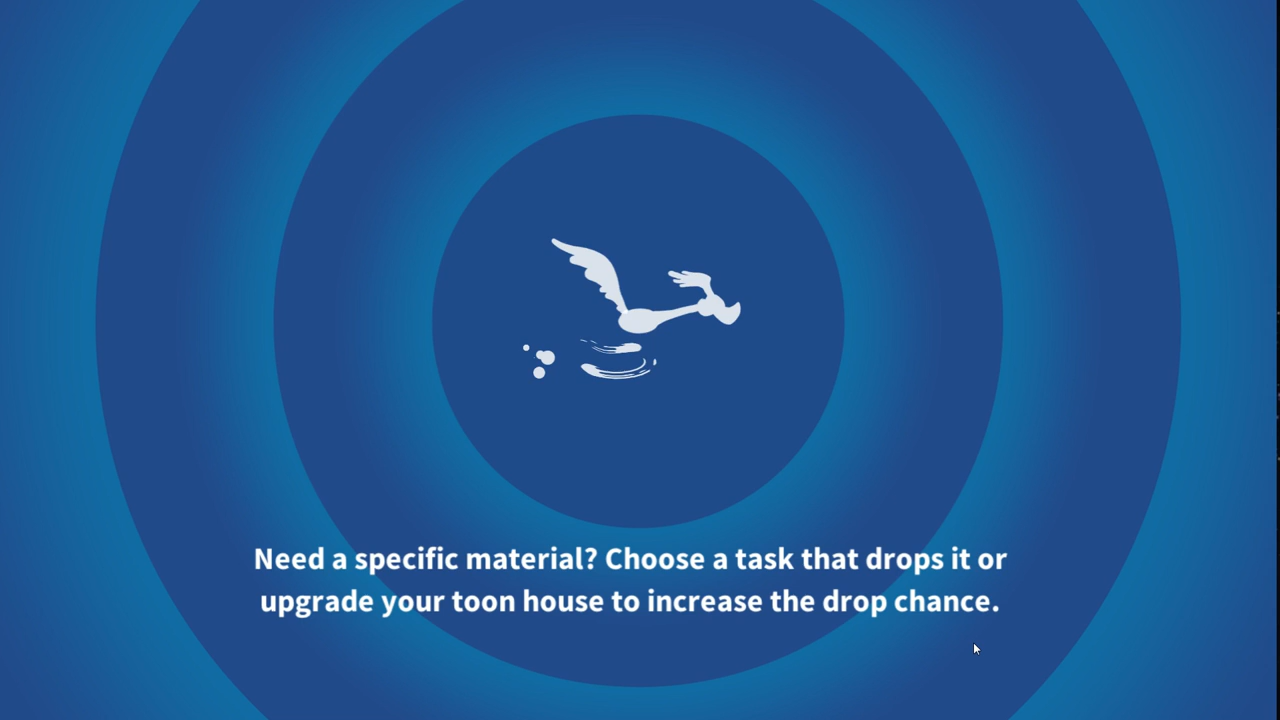 Need a specific material? Choose a task that drops it or
upgrade your toon house to increase the drop chance.